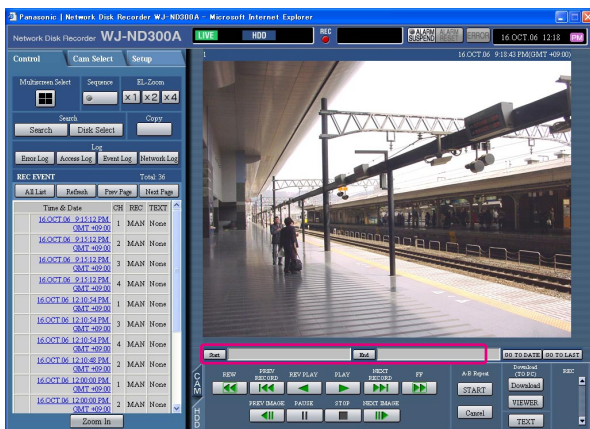 Panasonic | Network Disk Recorder WJ-ND300A - Microsoft Internet Explorer
Network Disk Recorder WJ-ND300A
LIVE HDD REC ALARM SUSPEND ALARM RESET ERROR 16 OCT 06 12:18 PM
Control Cam Select Setup
1 16.OCT.06 9:18:43 PM(GMT +09:00)
Multiscreen Select Sequence EL-Zoom
x1 x2 x4
Search Copy
Search Disk Select
Log
Error Log Access Log Event Log Network Log
REC EVENT Total: 36
All List Refresh Prev Page Next Page
Time & Date CH REC TEXT
16.OCT.06 9:15:12 PM GMT +09:00 1 MAN None
16.OCT.06 9:15:12 PM GMT +09:00 2 MAN None
16.OCT.06 9:15:12 PM GMT +09:00 3 MAN None
16.OCT.06 9:15:12 PM GMT +09:00 4 MAN None
16.OCT.06 12:10:54 PM GMT +09:00 1 MAN None
16.OCT.06 12:10:54 PM GMT +09:00 3 MAN None
16.OCT.06 12:10:54 PM GMT +09:00 4 MAN None
16.OCT.06 12:10:48 PM GMT +09:00 2 MAN None
16.OCT.06 12:00:00 PM GMT +09:00 1 MAN None
16.OCT.06 12:00:00 PM GMT +09:00 2 MAN None
Zoom In
Start End GO TO DATE GO TO LAST
CAM
HDD
REW PREV RECORD REV PLAY PLAY NEXT RECORD FF
PREV IMAGE PAUSE STOP NEXT IMAGE
A-B Repeat
START
Cancel
Download (TO PC)
Download
VIEWER
TEXT
REC